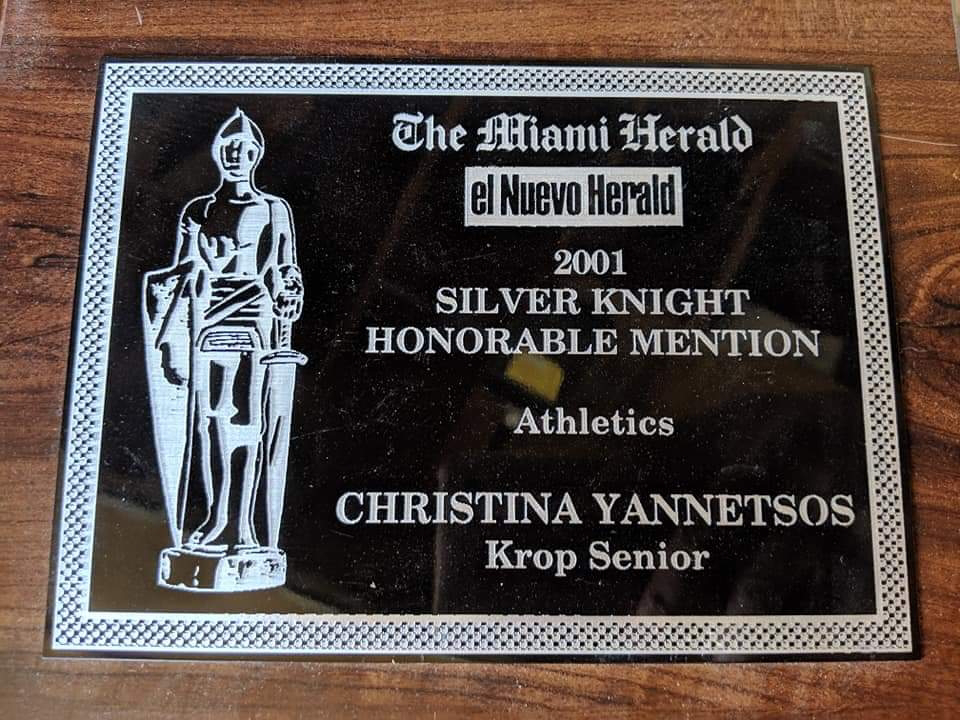 The Miami Herald
el Nuevo Herald
2001
SILVER KNIGHT
HONORABLE MENTION
Athletics
CHRISTINA YANNETSOS
Krop Senior